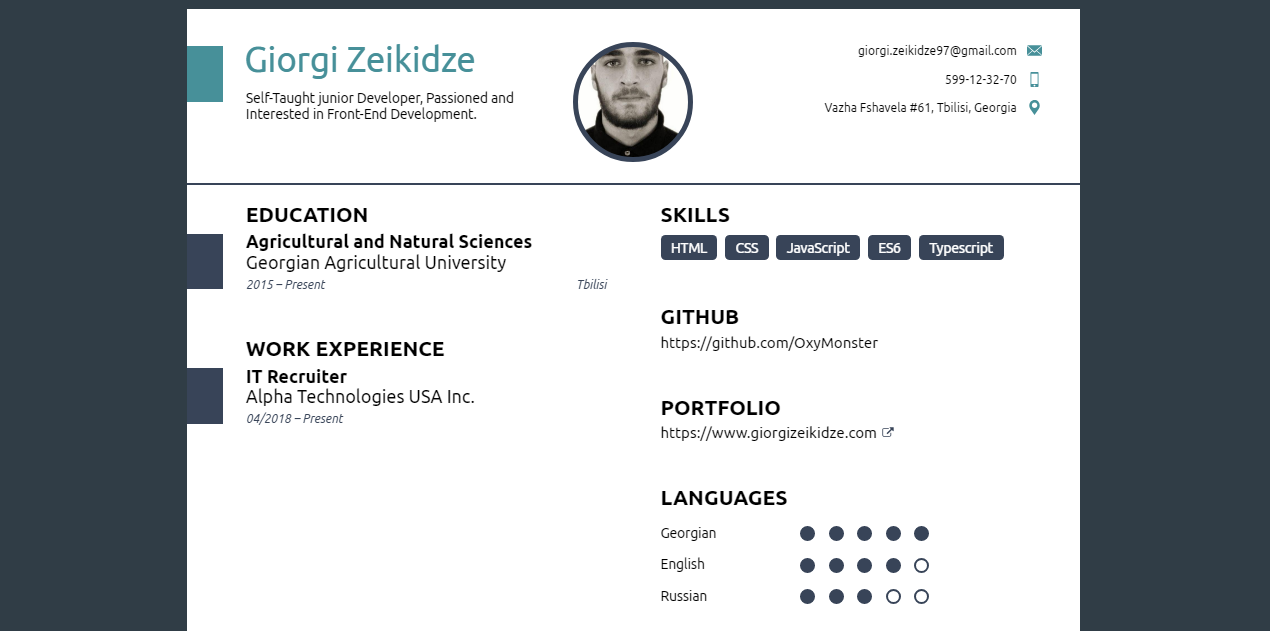 Giorgi Zeikidze
Self-Taught junior Developer, Passioned and
Interested in Front-End Development.
giorgi.zeikidze97@gmail.com
599-12-32-70
Vazha Fshavela #61, Tbilisi, Georgia
EDUCATION
Agricultural and Natural Sciences
Georgian Agricultural University
2015 – Present Tbilisi
WORK EXPERIENCE
IT Recruiter
Alpha Technologies USA Inc.
04/2018 – Present
SKILLS
HTML CSS JavaScript ES6 Typescript
GITHUB
https://github.com/OxyMonster
PORTFOLIO
https://www.giorgizeikidze.com
LANGUAGES
Georgian
English
Russian